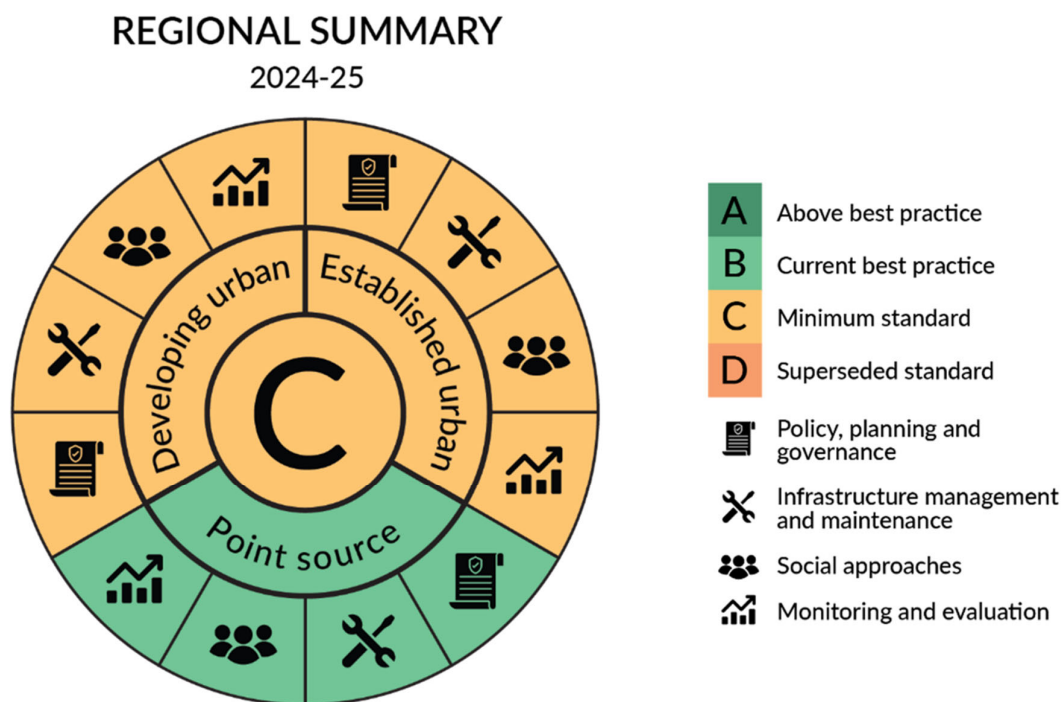 REGIONAL SUMMARY
2024-25
Developing urban
Established urban
C
Point source
A Above best practice
B Current best practice
C Minimum standard
D Superseded standard
Policy, planning and
governance
Infrastructure management
and maintenance
Social approaches
Monitoring and evaluation